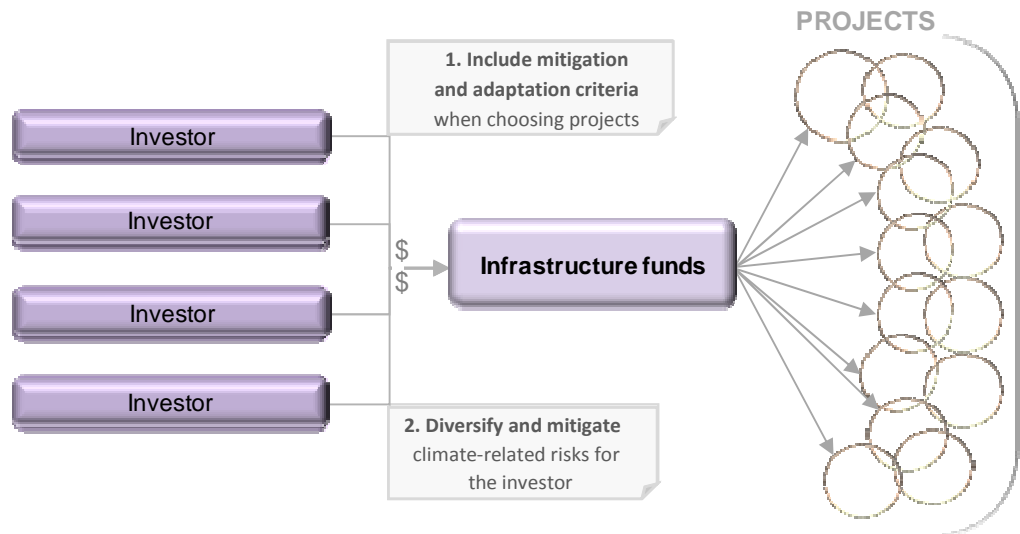 PROJECTS
1. Include mitigation
and adaptation criteria
when choosing projects
Investor
Investor
Investor
Investor
$
$
Infrastructure funds
2. Diversify and mitigate
climate-related risks for
the investor